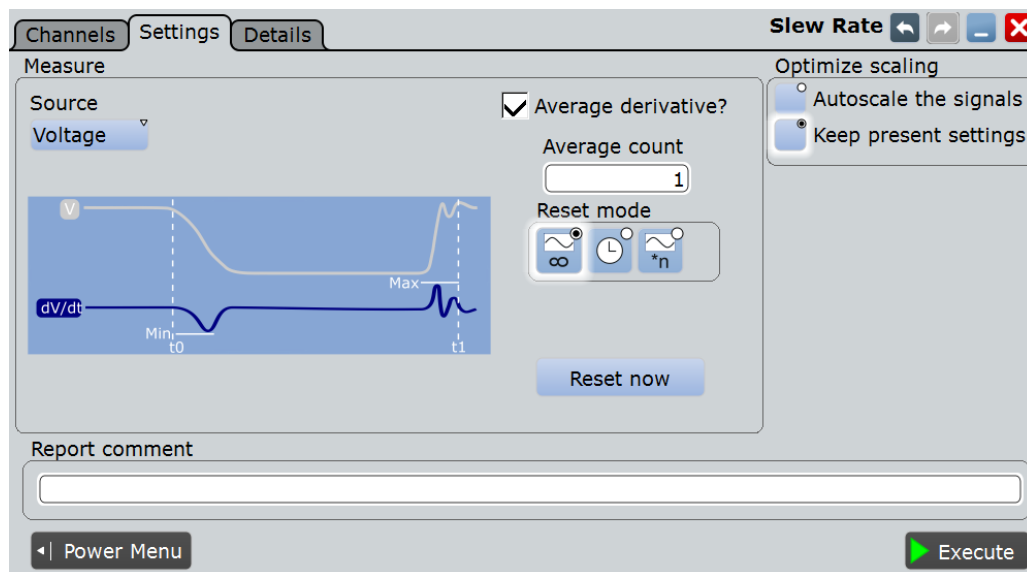 Channels Settings Details Slew Rate
Measure
Optimize scaling
Source
Voltage
Average derivative?
Average count
1
Reset mode
∞
*n
Autoscale the signals
Keep present settings
V
dV/dt
Max
Min
t0
t1
Reset now
Report comment
Power Menu
Execute